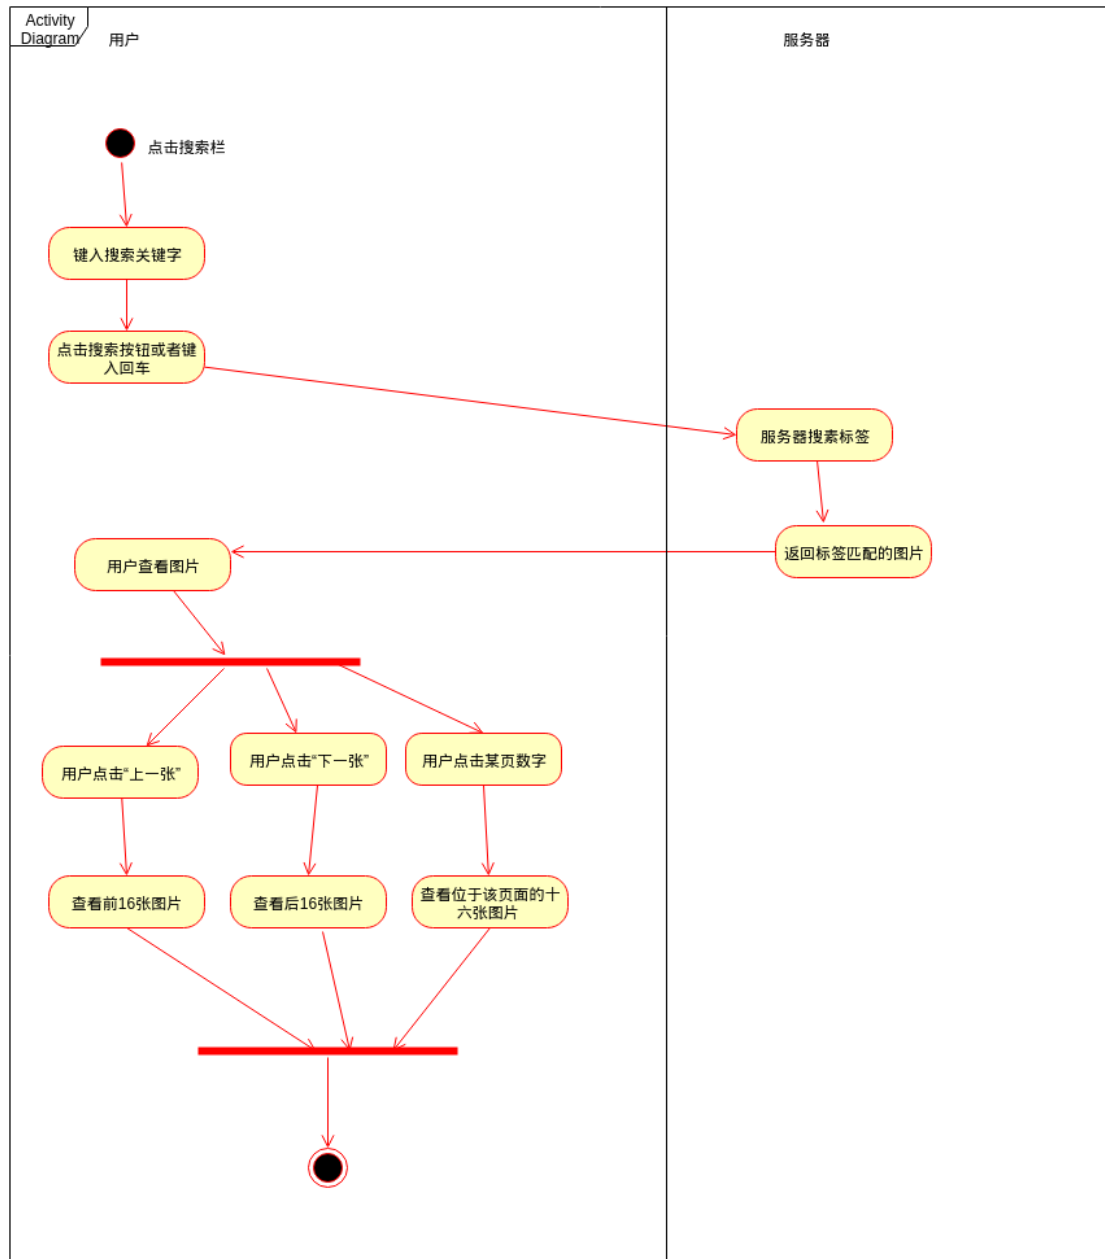 Activity
Diagram
用户
服务器
点击搜索栏
键入搜索关键字
点击搜索按钮或者键
入回车
服务器搜素标签
返回标签匹配的图片
用户查看图片
用户点击“上一张”
用户点击“下一张”
用户点击某页数字
查看前16张图片
查看后16张图片
查看位于该页面的十
六张图片